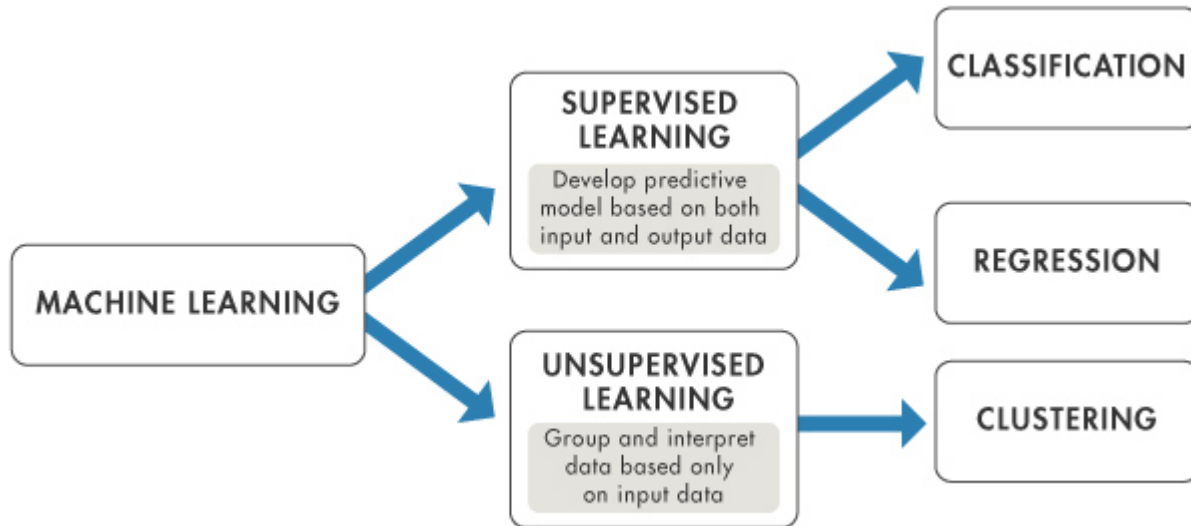 MACHINE LEARNING
SUPERVISED
LEARNING
Develop predictive
model based on both
input and output data
UNSUPERVISED
LEARNING
Group and interpret
data based only
on input data
CLASSIFICATION
REGRESSION
CLUSTERING